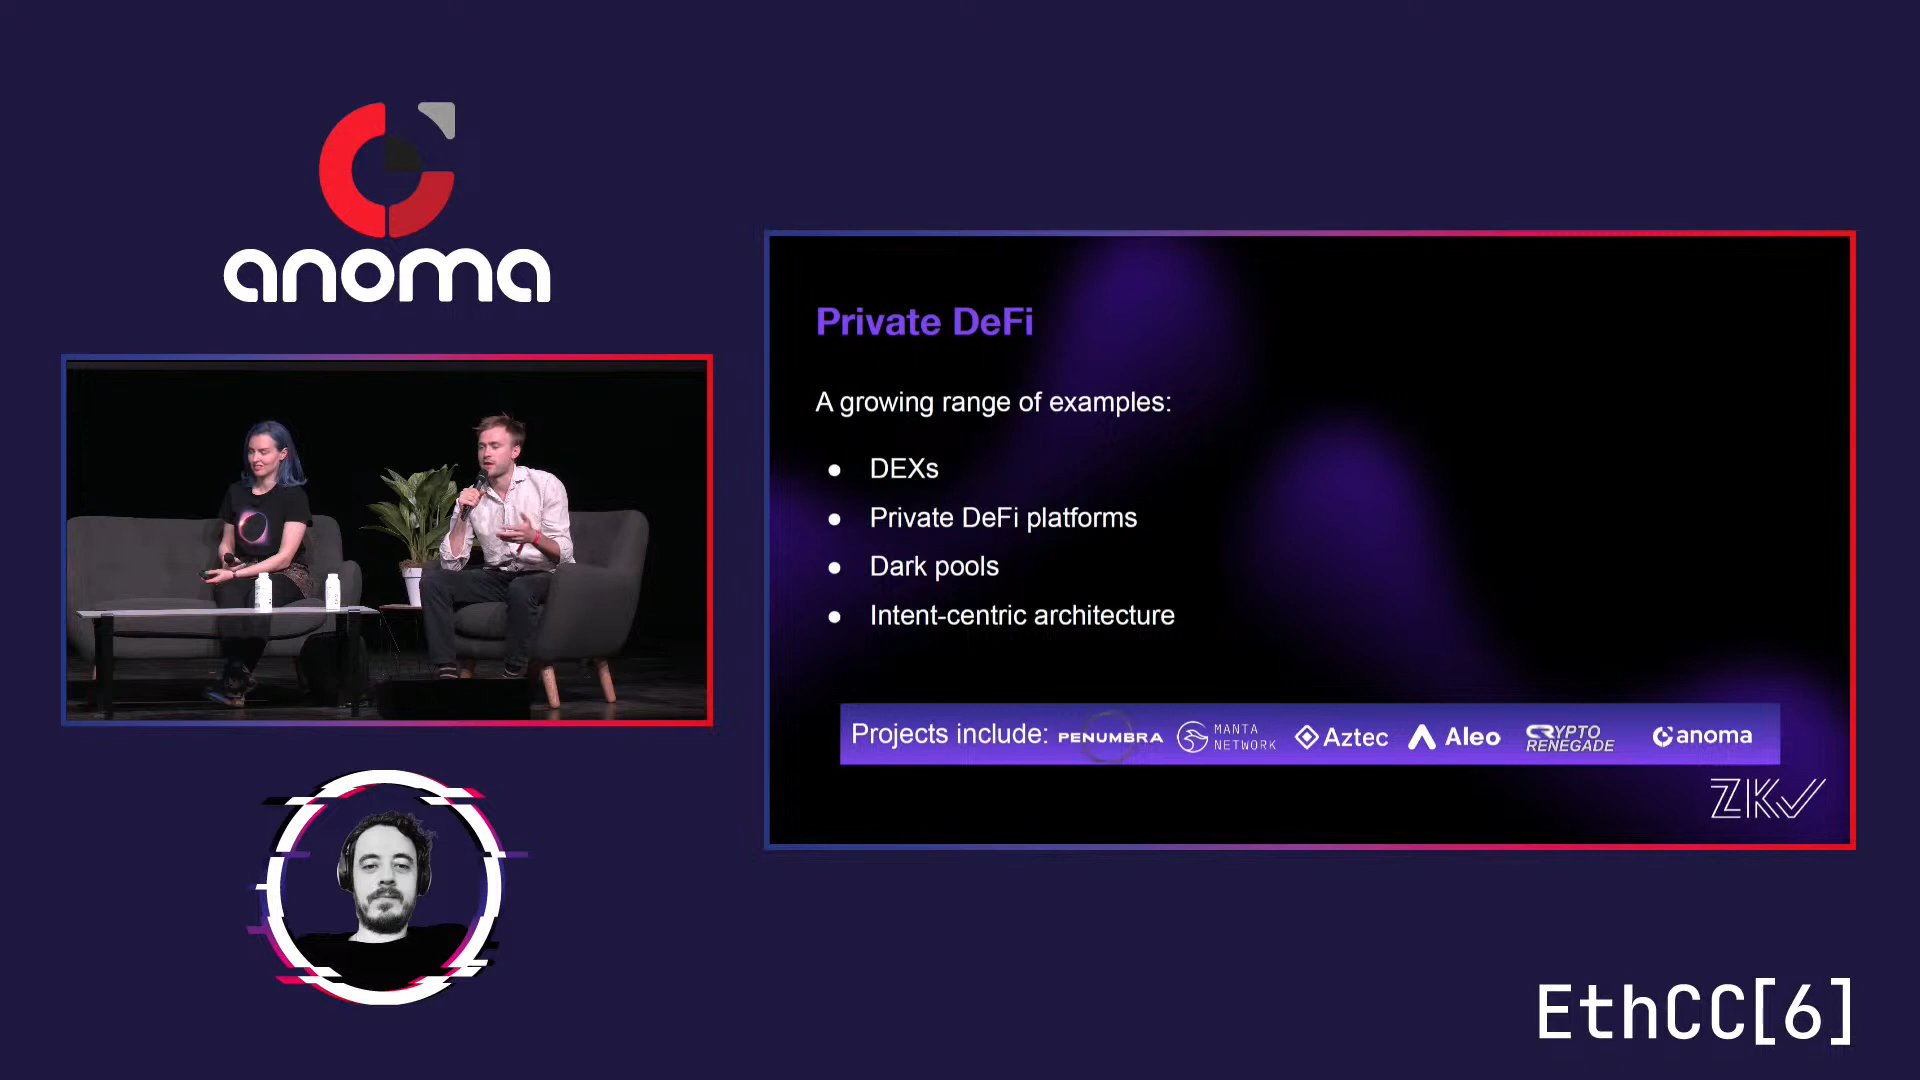 anoma
Private DeFi
A growing range of examples:
● DEXs
● Private DeFi platforms
● Dark pools
● Intent-centric architecture
Projects include: PENUMBRA MANTA NETWORK Aztec Aleo CRYPTO RENEGADE anoma
ZKV
EthCC[6]